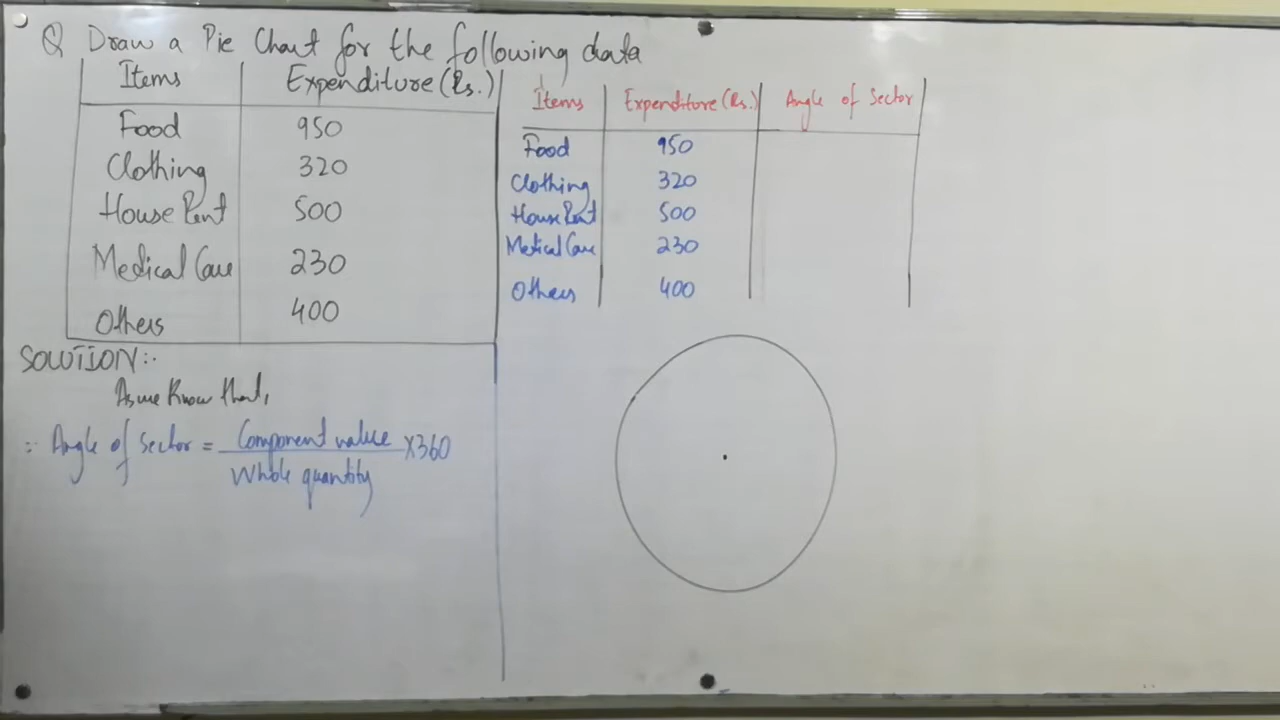 Q Draw a Pie Chart for the following data
Items Expenditure (Rs.)
Food 950
Clothing 320
House Rent 500
Medical Care 230
Others 400
SOLUTION:-
As we know that,
∵ Angle of sector = Component value / Whole quantity X360
Items Expenditure (Rs.) Angle of Sector
Food 950
Clothing 320
House Rent 500
Medical Care 230
Others 400